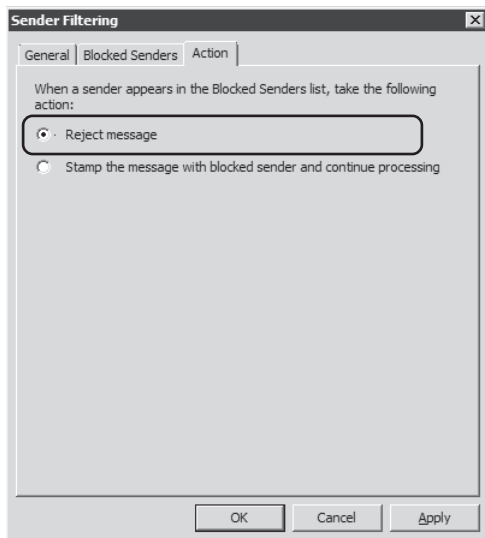 Sender Filtering
General Blocked Senders Action
When a sender appears in the Blocked Senders list, take the following
action:
Reject message
Stamp the message with blocked sender and continue processing
OK Cancel Apply